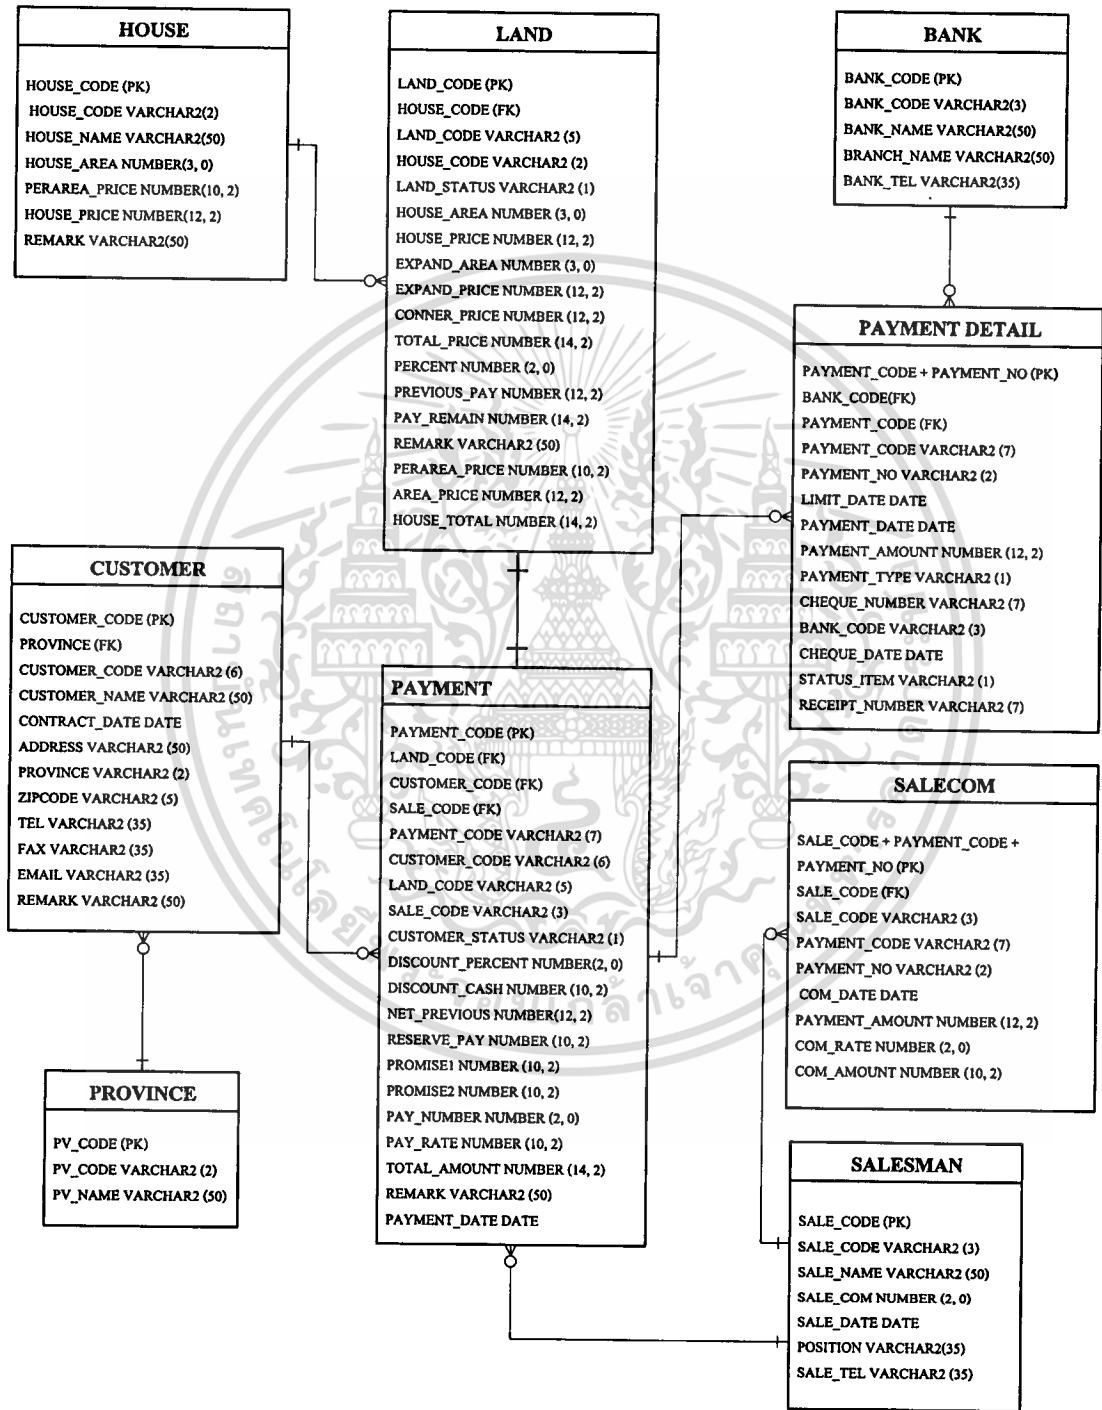 HOUSE
HOUSE_CODE (PK)
HOUSE_CODE VARCHAR2(2)
HOUSE_NAME VARCHAR2(50)
HOUSE_AREA NUMBER(3, 0)
PERAREA_PRICE NUMBER(10, 2)
HOUSE_PRICE NUMBER(12, 2)
REMARK VARCHAR2(50)
LAND
LAND_CODE (PK)
HOUSE_CODE (FK)
LAND_CODE VARCHAR2 (5)
HOUSE_CODE VARCHAR2 (2)
LAND_STATUS VARCHAR2 (1)
HOUSE_AREA NUMBER (3, 0)
HOUSE_PRICE NUMBER (12, 2)
EXPAND_AREA NUMBER (3, 0)
EXPAND_PRICE NUMBER (12, 2)
CONNER_PRICE NUMBER (12, 2)
TOTAL_PRICE NUMBER (14, 2)
PERCENT NUMBER (2, 0)
PREVIOUS_PAY NUMBER (12, 2)
PAY_REMAIN NUMBER (14, 2)
REMARK VARCHAR2 (50)
PERAREA_PRICE NUMBER (10, 2)
AREA_PRICE NUMBER (12, 2)
HOUSE_TOTAL NUMBER (14, 2)
BANK
BANK_CODE (PK)
BANK_CODE VARCHAR2(3)
BANK_NAME VARCHAR2(50)
BRANCH_NAME VARCHAR2(50)
BANK_TEL VARCHAR2(35)
PAYMENT DETAIL
PAYMENT_CODE + PAYMENT_NO (PK)
BANK_CODE(FK)
PAYMENT_CODE (FK)
PAYMENT_CODE VARCHAR2 (7)
PAYMENT_NO VARCHAR2 (2)
LIMIT_DATE DATE
PAYMENT_DATE DATE
PAYMENT_AMOUNT NUMBER (12, 2)
PAYMENT_TYPE VARCHAR2 (1)
CHEQUE_NUMBER VARCHAR2 (7)
BANK_CODE VARCHAR2 (3)
CHEQUE_DATE DATE
STATUS_ITEM VARCHAR2 (1)
RECEIPT_NUMBER VARCHAR2 (7)
CUSTOMER
CUSTOMER_CODE (PK)
PROVINCE (FK)
CUSTOMER_CODE VARCHAR2 (6)
CUSTOMER_NAME VARCHAR2 (50)
CONTRACT_DATE DATE
ADDRESS VARCHAR2 (50)
PROVINCE VARCHAR2 (2)
ZIPCODE VARCHAR2 (5)
TEL VARCHAR2 (35)
FAX VARCHAR2 (35)
EMAIL VARCHAR2 (35)
REMARK VARCHAR2 (50)
PAYMENT
PAYMENT_CODE (PK)
LAND_CODE (FK)
CUSTOMER_CODE (FK)
SALE_CODE (FK)
PAYMENT_CODE VARCHAR2 (7)
CUSTOMER_CODE VARCHAR2 (6)
LAND_CODE VARCHAR2 (5)
SALE_CODE VARCHAR2 (3)
CUSTOMER_STATUS VARCHAR2 (1)
DISCOUNT_PERCENT NUMBER(2, 0)
DISCOUNT_CASH NUMBER (10, 2)
NET_PREVIOUS NUMBER(12, 2)
RESERVE_PAY NUMBER (10, 2)
PROMISE1 NUMBER (10, 2)
PROMISE2 NUMBER (10, 2)
PAY_NUMBER NUMBER (2, 0)
PAY_RATE NUMBER (10, 2)
TOTAL_AMOUNT NUMBER (14, 2)
REMARK VARCHAR2 (50)
PAYMENT_DATE DATE
SALECOM
SALE_CODE + PAYMENT_CODE +
PAYMENT_NO (PK)
SALE_CODE (FK)
SALE_CODE VARCHAR2 (3)
PAYMENT_CODE VARCHAR2 (7)
PAYMENT_NO VARCHAR2 (2)
COM_DATE DATE
PAYMENT_AMOUNT NUMBER (12, 2)
COM_RATE NUMBER (2, 0)
COM_AMOUNT NUMBER (10, 2)
PROVINCE
PV_CODE (PK)
PV_CODE VARCHAR2 (2)
PV_NAME VARCHAR2 (50)
SALESMAN
SALE_CODE (PK)
SALE_CODE VARCHAR2 (3)
SALE_NAME VARCHAR2 (50)
SALE_COM NUMBER (2, 0)
SALE_DATE DATE
POSITION VARCHAR2(35)
SALE_TEL VARCHAR2 (35)